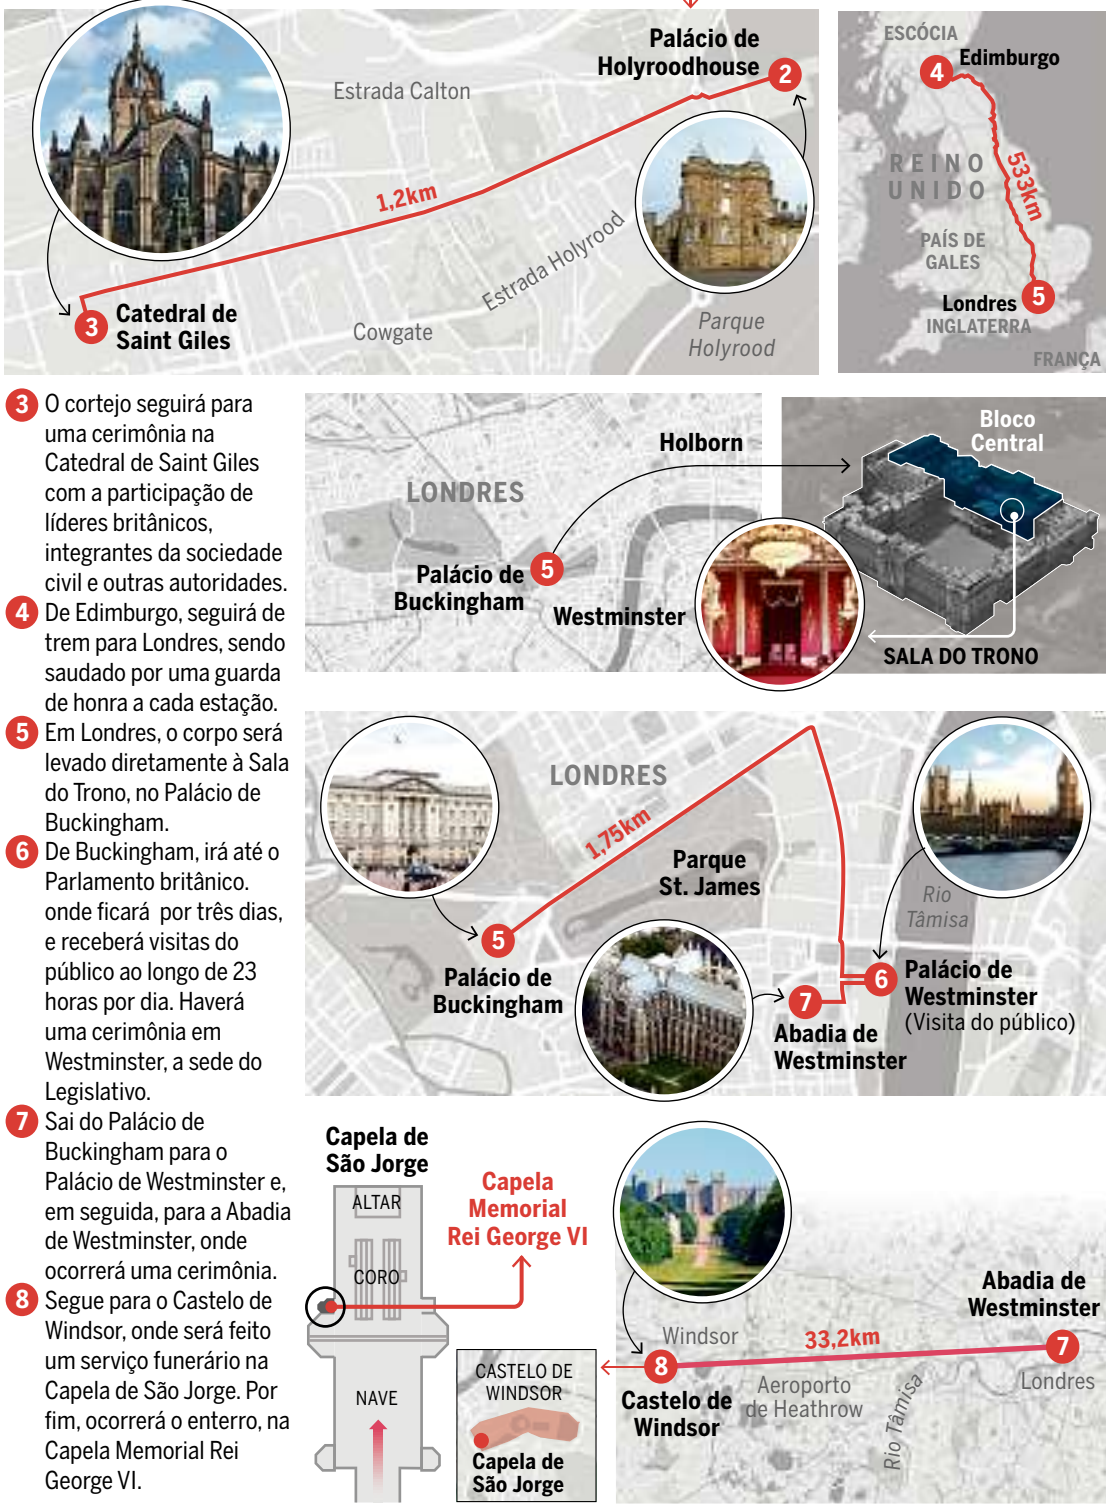 Palácio de
Holyroodhouse
2
Estrada Calton
1,2km
Estrada Holyrood
Catedral de
Saint Giles
3
Cowgate
Parque
Holyrood
ESCÓCIA
4
Edimburgo
REINO
UNIDO
533km
PAÍS DE
GALES
Londres
5
INGLATERRA
FRANÇA
3 O cortejo seguirá para
uma cerimônia na
Catedral de Saint Giles
com a participação de
líderes britânicos,
integrantes da sociedade
civil e outras autoridades.
4 De Edimburgo, seguirá de
trem para Londres, sendo
saudado por uma guarda
de honra a cada estação.
5 Em Londres, o corpo será
levado diretamente à Sala
do Trono, no Palácio de
Buckingham.
6 De Buckingham, irá até o
Parlamento britânico.
onde ficará por três dias,
e receberá visitas do
público ao longo de 23
horas por dia. Haverá
uma cerimônia em
Westminster, a sede do
Legislativo.
7 Sai do Palácio de
Buckingham para o
Palácio de Westminster e,
em seguida, para a Abadia
de Westminster, onde
ocorrerá uma cerimônia.
8 Segue para o Castelo de
Windsor, onde será feito
um serviço funerário na
Capela de São Jorge. Por
fim, ocorrerá o enterro, na
Capela Memorial Rei
George VI.
Holborn
LONDRES
Palácio de
Buckingham
5
Westminster
Bloco
Central
SALA DO TRONO
LONDRES
1,75km
Parque
St. James
Rio
Tâmisa
5
Palácio de
Buckingham
6
Palácio de
Westminster
(Visita do público)
7
Abadia de
Westminster
Capela de
São Jorge
ALTAR
CORO
NAVE
Capela
Memorial
Rei George VI
CASTELO DE
WINDSOR
Capela de
São Jorge
Windsor
8
Castelo de
Windsor
33,2km
Aeroporto
de Heathrow
Rio Tâmisa
Abadia de
Westminster
7
Londres